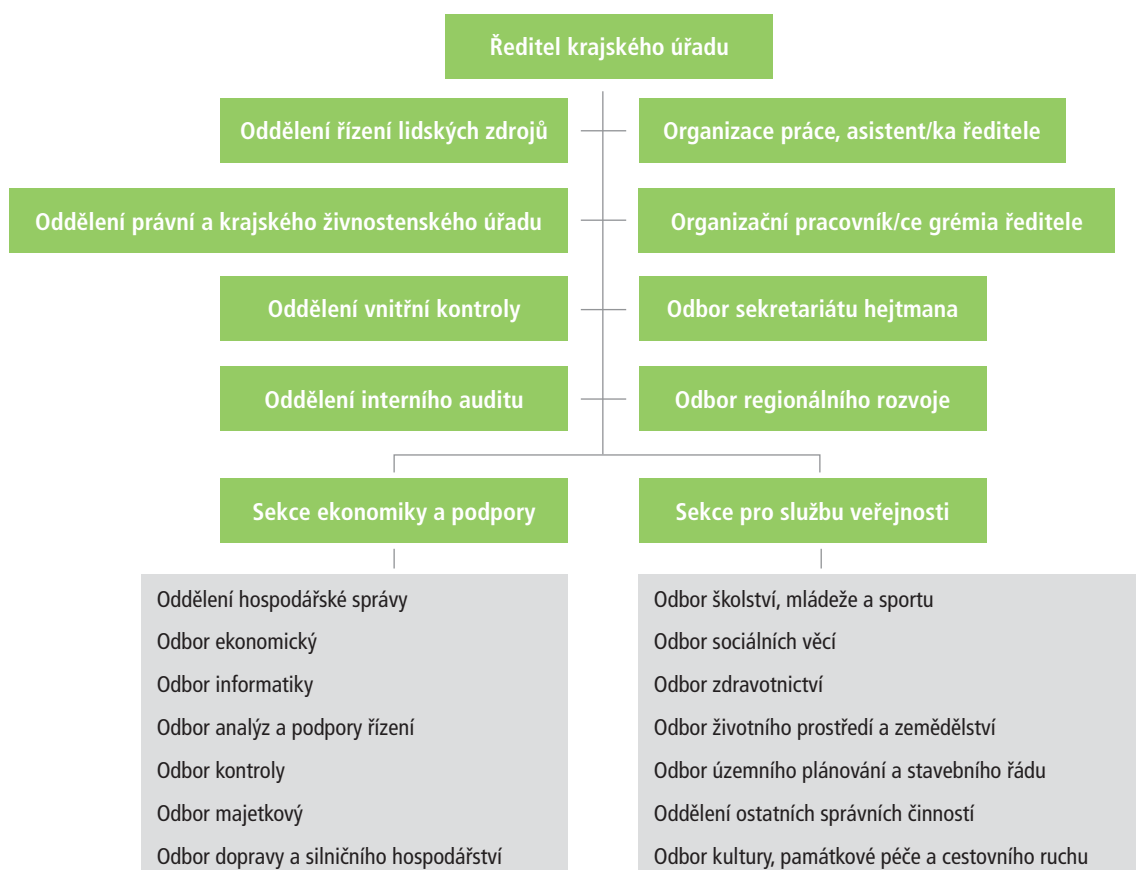 Ředitel krajského úřadu
Oddělení řízení lidských zdrojů
Organizace práce, asistent/ka ředitele
Oddělení právní a krajského živnostenského úřadu
Organizační pracovník/ce grémia ředitele
Oddělení vnitřní kontroly
Odbor sekretariátu hejtmana
Oddělení interního auditu
Odbor regionálního rozvoje
Sekce ekonomiky a podpory
Sekce pro službu veřejnosti
Oddělení hospodářské správy
Odbor ekonomický
Odbor informatiky
Odbor analýz a podpory řízení
Odbor kontroly
Odbor majetkový
Odbor dopravy a silničního hospodářství
Odbor školství, mládeže a sportu
Odbor sociálních věcí
Odbor zdravotnictví
Odbor životního prostředí a zemědělství
Odbor územního plánování a stavebního řádu
Oddělení ostatních správních činností
Odbor kultury, památkové péče a cestovního ruchu